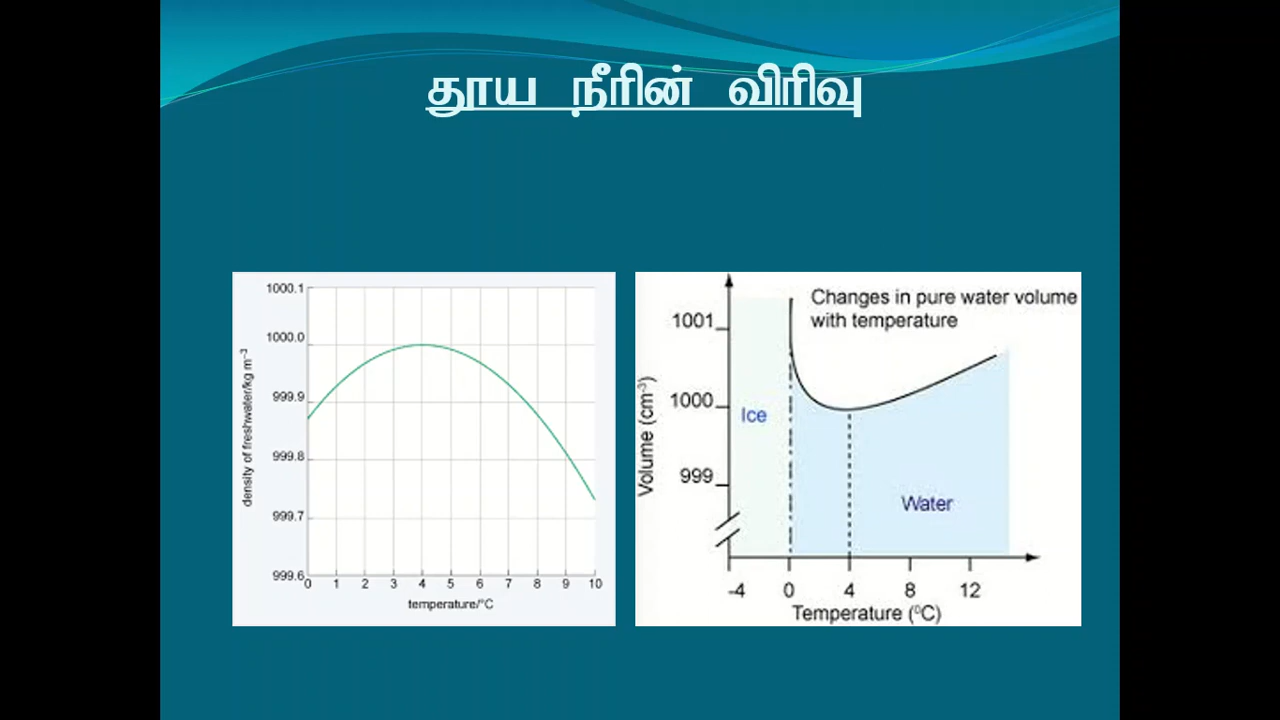 தூய நீரின் விரிவு
1000.1
1000.0
999.9
999.8
999.7
999.6
density of freshwater/kg m⁻³
0 1 2 3 4 5 6 7 8 9 10
temperature/°C
Changes in pure water volume
with temperature
1001
1000
999
Volume (cm⁻³)
Ice
Water
-4 0 4 8 12
Temperature (⁰C)